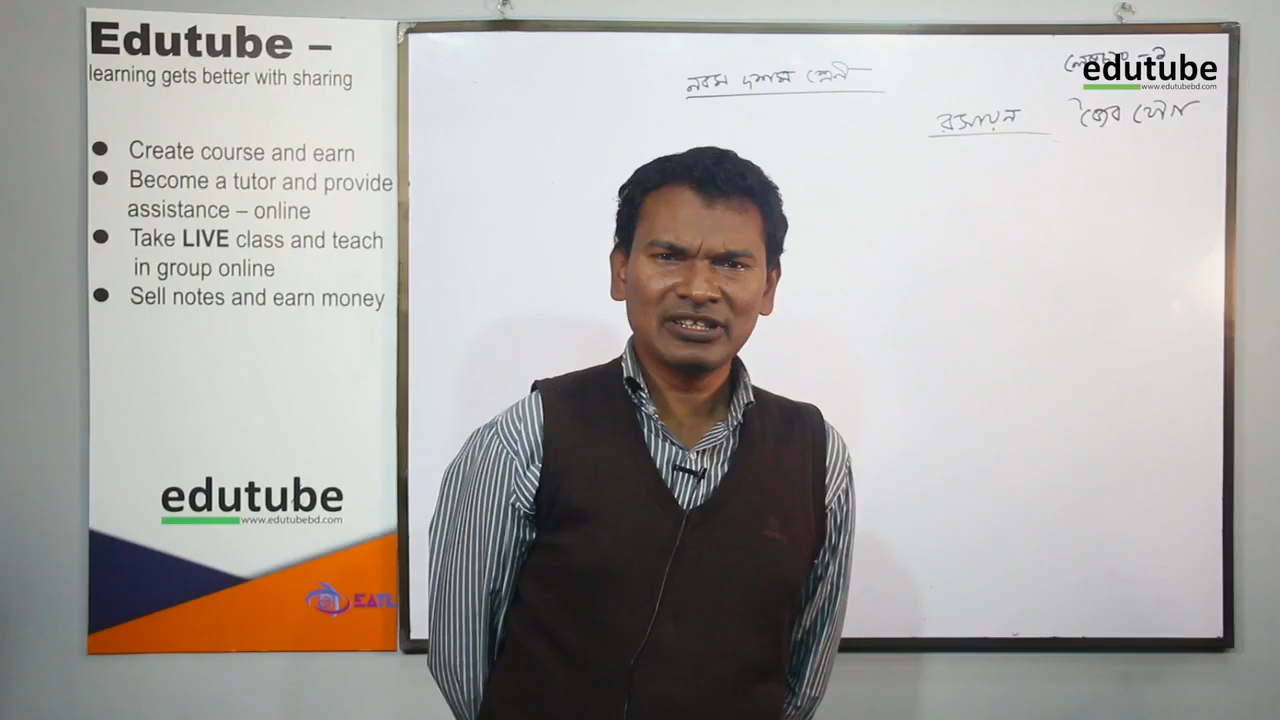 Edutube –
learning gets better with sharing
● Create course and earn
● Become a tutor and provide
assistance – online
● Take LIVE class and teach
in group online
● Sell notes and earn money
edutube
www.edutubebd.com
EATL
নবম দশম শ্রেণী
edutube
www.edutubebd.com
রসায়ন জৈব যৌগ